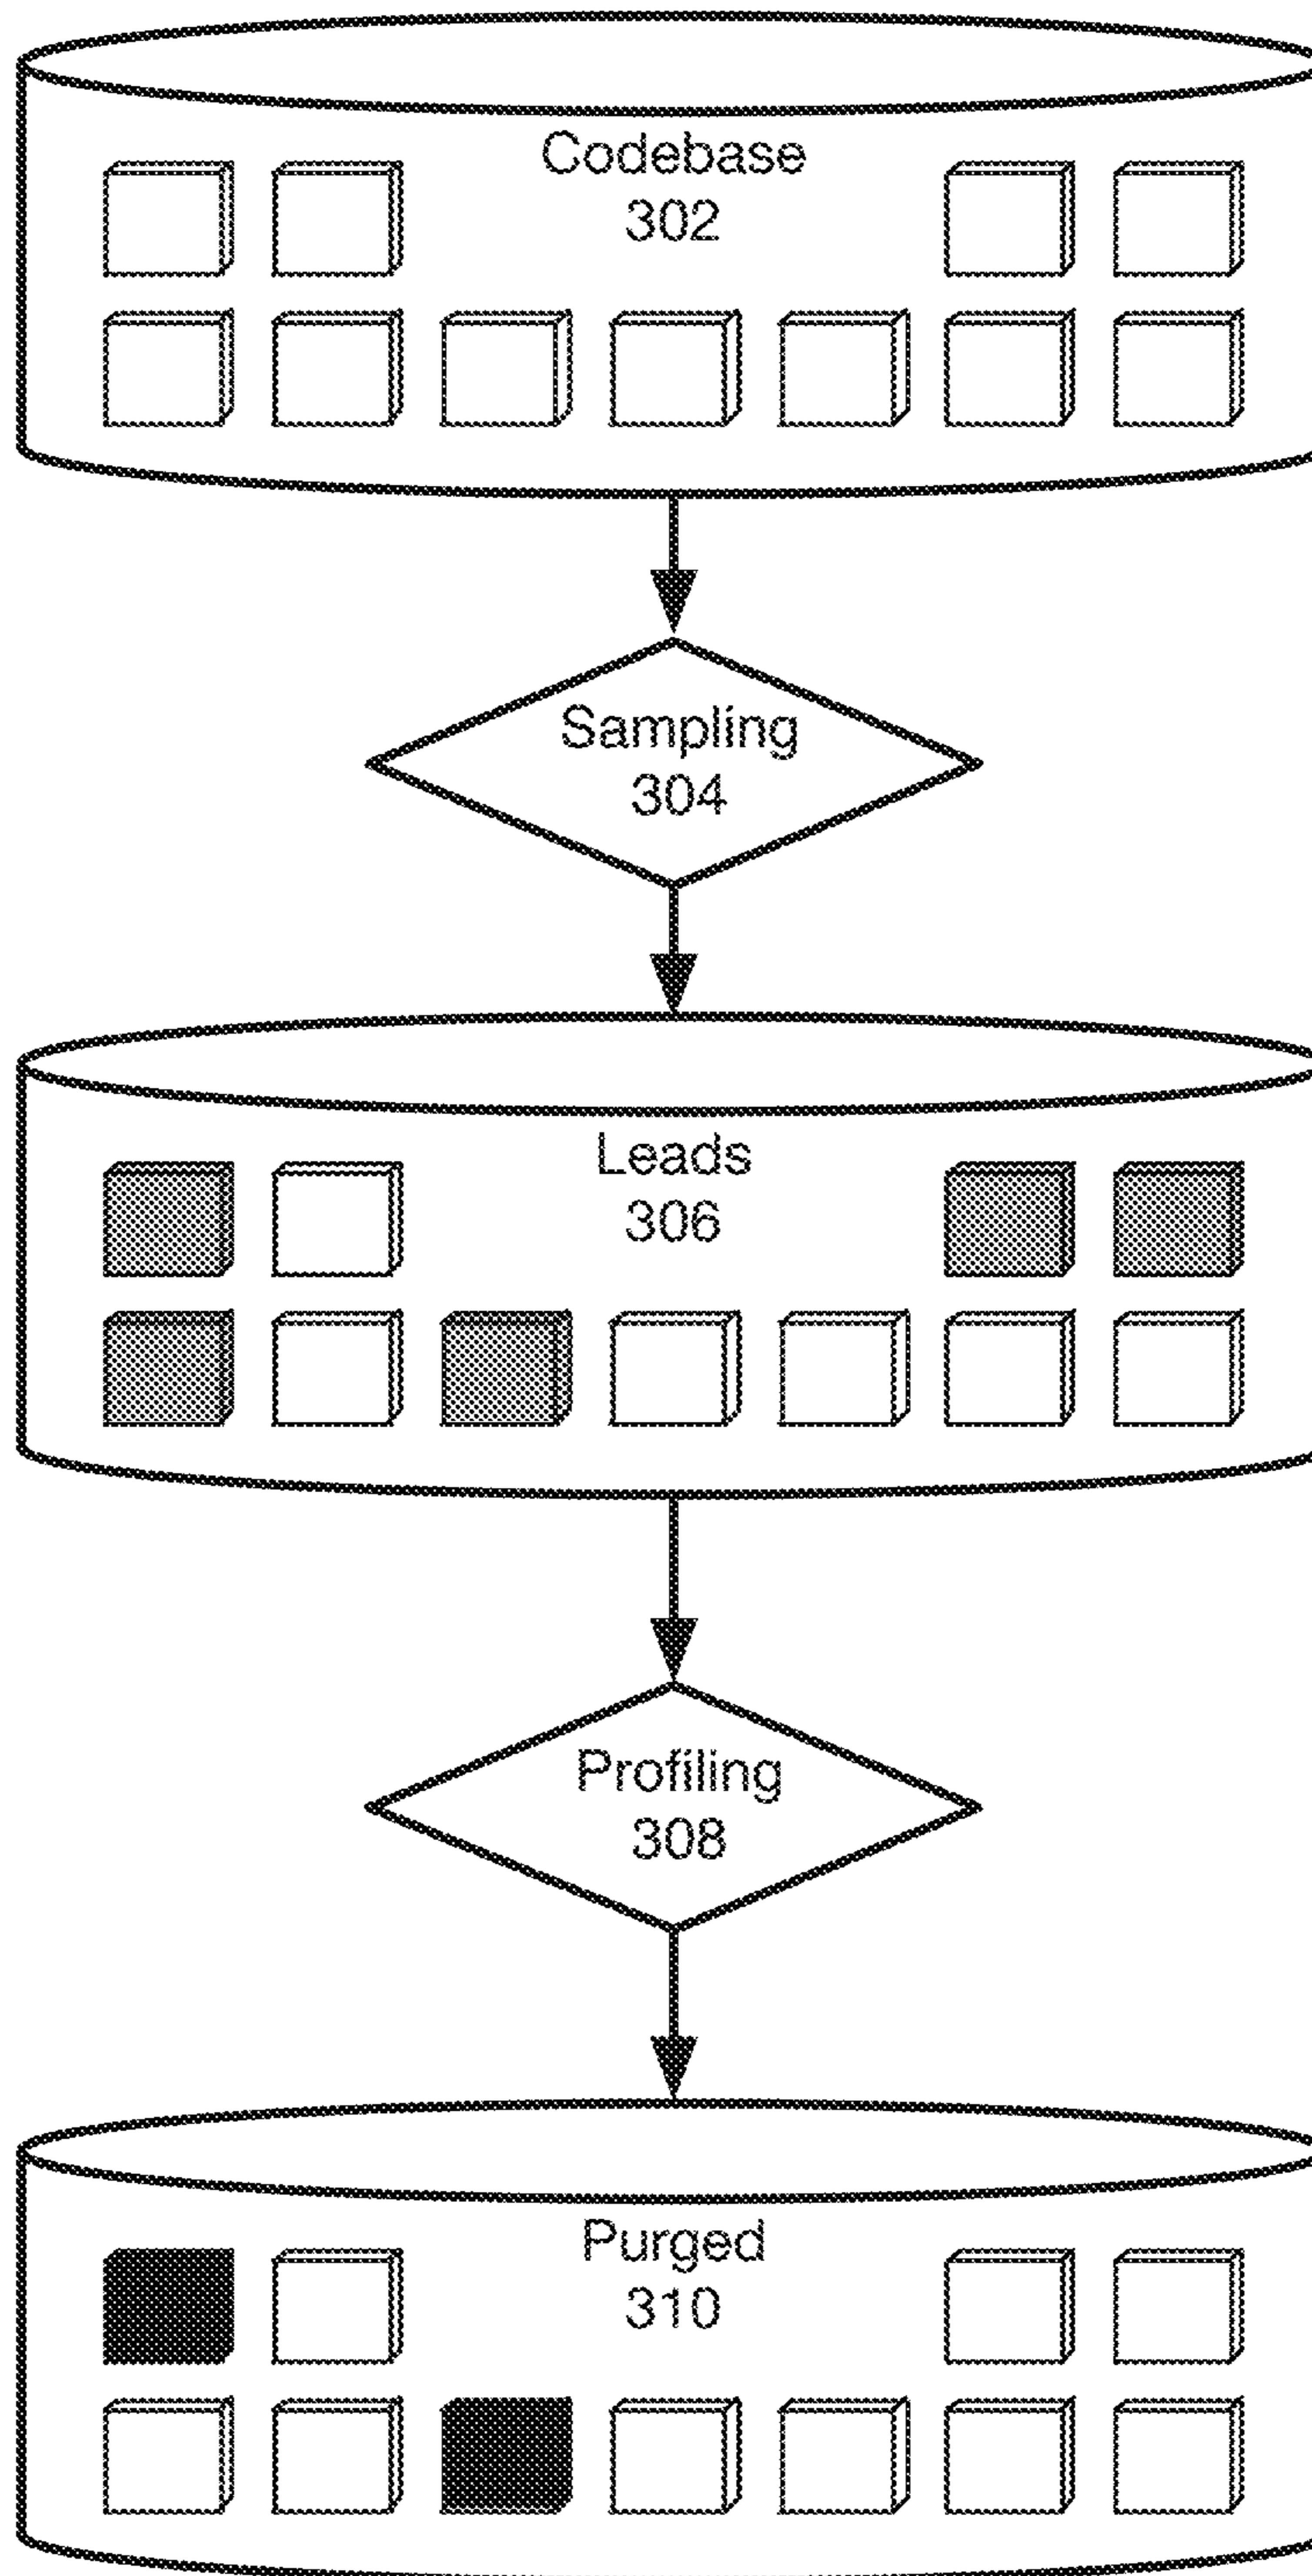 Codebase
302
Sampling
304
Leads
306
Profiling
308
Purged
310